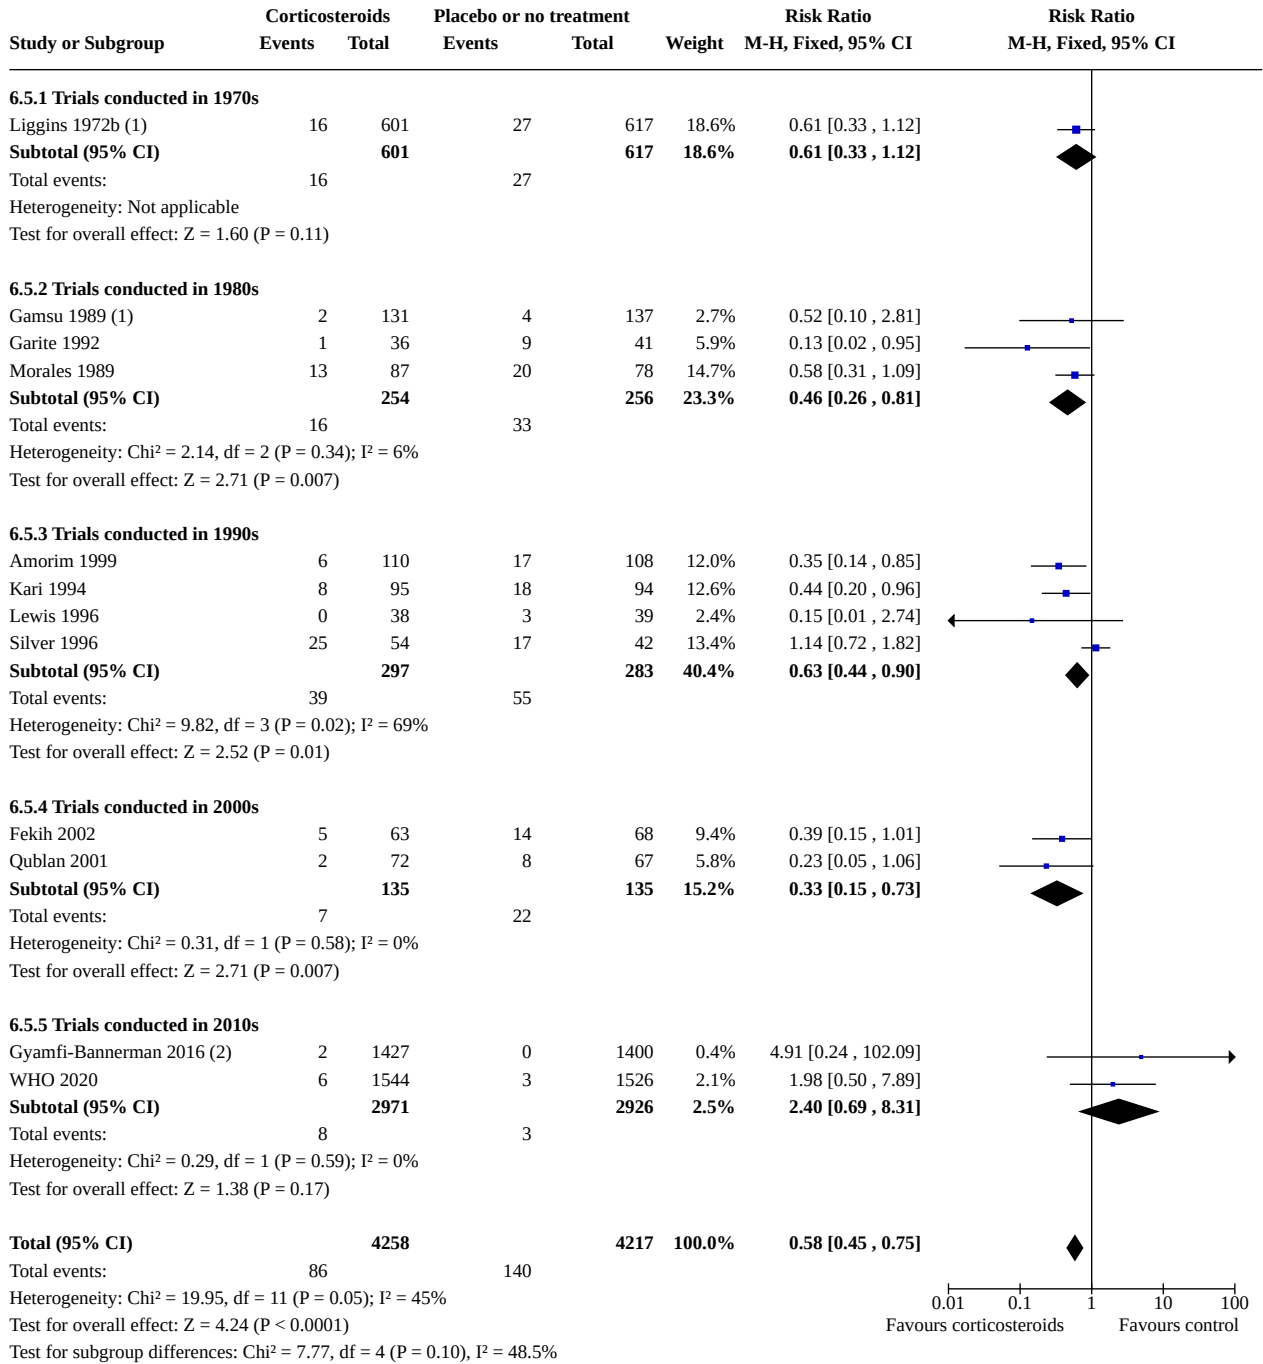 Corticosteroids Placebo or no treatment Risk Ratio Risk Ratio
Study or Subgroup Events Total Events Total Weight M-H, Fixed, 95% CI M-H, Fixed, 95% CI
6.5.1 Trials conducted in 1970s
Liggins 1972b (1) 16 601 27 617 18.6% 0.61 [0.33 , 1.12]
Subtotal (95% CI) 601 617 18.6% 0.61 [0.33 , 1.12]
Total events: 16 27
Heterogeneity: Not applicable
Test for overall effect: Z = 1.60 (P = 0.11)
6.5.2 Trials conducted in 1980s
Gamsu 1989 (1) 2 131 4 137 2.7% 0.52 [0.10 , 2.81]
Garite 1992 1 36 9 41 5.9% 0.13 [0.02 , 0.95]
Morales 1989 13 87 20 78 14.7% 0.58 [0.31 , 1.09]
Subtotal (95% CI) 254 256 23.3% 0.46 [0.26 , 0.81]
Total events: 16 33
Heterogeneity: Chi² = 2.14, df = 2 (P = 0.34); I² = 6%
Test for overall effect: Z = 2.71 (P = 0.007)
6.5.3 Trials conducted in 1990s
Amorim 1999 6 110 17 108 12.0% 0.35 [0.14 , 0.85]
Kari 1994 8 95 18 94 12.6% 0.44 [0.20 , 0.96]
Lewis 1996 0 38 3 39 2.4% 0.15 [0.01 , 2.74]
Silver 1996 25 54 17 42 13.4% 1.14 [0.72 , 1.82]
Subtotal (95% CI) 297 283 40.4% 0.63 [0.44 , 0.90]
Total events: 39 55
Heterogeneity: Chi² = 9.82, df = 3 (P = 0.02); I² = 69%
Test for overall effect: Z = 2.52 (P = 0.01)
6.5.4 Trials conducted in 2000s
Fekih 2002 5 63 14 68 9.4% 0.39 [0.15 , 1.01]
Qublan 2001 2 72 8 67 5.8% 0.23 [0.05 , 1.06]
Subtotal (95% CI) 135 135 15.2% 0.33 [0.15 , 0.73]
Total events: 7 22
Heterogeneity: Chi² = 0.31, df = 1 (P = 0.58); I² = 0%
Test for overall effect: Z = 2.71 (P = 0.007)
6.5.5 Trials conducted in 2010s
Gyamfi-Bannerman 2016 (2) 2 1427 0 1400 0.4% 4.91 [0.24 , 102.09]
WHO 2020 6 1544 3 1526 2.1% 1.98 [0.50 , 7.89]
Subtotal (95% CI) 2971 2926 2.5% 2.40 [0.69 , 8.31]
Total events: 8 3
Heterogeneity: Chi² = 0.29, df = 1 (P = 0.59); I² = 0%
Test for overall effect: Z = 1.38 (P = 0.17)
Total (95% CI) 4258 4217 100.0% 0.58 [0.45 , 0.75]
Total events: 86 140
Heterogeneity: Chi² = 19.95, df = 11 (P = 0.05); I² = 45%
0.01 0.1 1 10 100
Test for overall effect: Z = 4.24 (P < 0.0001)
Favours corticosteroids Favours control
Test for subgroup differences: Chi² = 7.77, df = 4 (P = 0.10), I² = 48.5%